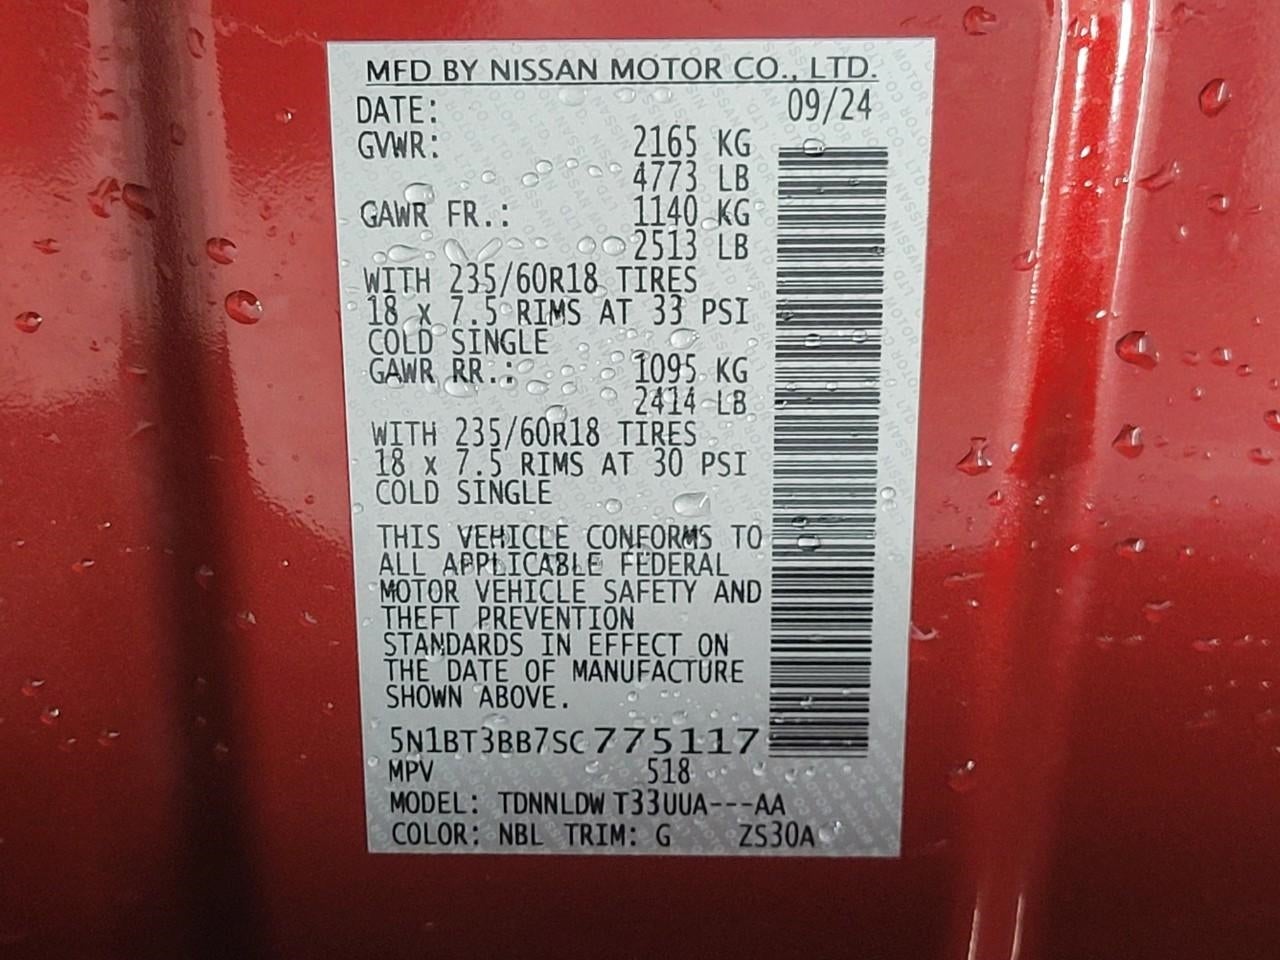 MFD BY NISSAN MOTOR CO., LTD.
DATE: 09/24
GVWR: 2165 KG
4773 LB
GAWR FR.: 1140 KG
2513 LB
WITH 235/60R18 TIRES
18 x 7.5 RIMS AT 33 PSI
COLD SINGLE
GAWR RR.: 1095 KG
2414 LB
WITH 235/60R18 TIRES
18 x 7.5 RIMS AT 30 PSI
COLD SINGLE
THIS VEHICLE CONFORMS TO
ALL APPLICABLE FEDERAL
MOTOR VEHICLE SAFETY AND
THEFT PREVENTION
STANDARDS IN EFFECT ON
THE DATE OF MANUFACTURE
SHOWN ABOVE.
5N1BT3BB7SC775117
MPV 518
MODEL: TDNNLDW T33UUA---AA
COLOR: NBL TRIM: G ZS30A